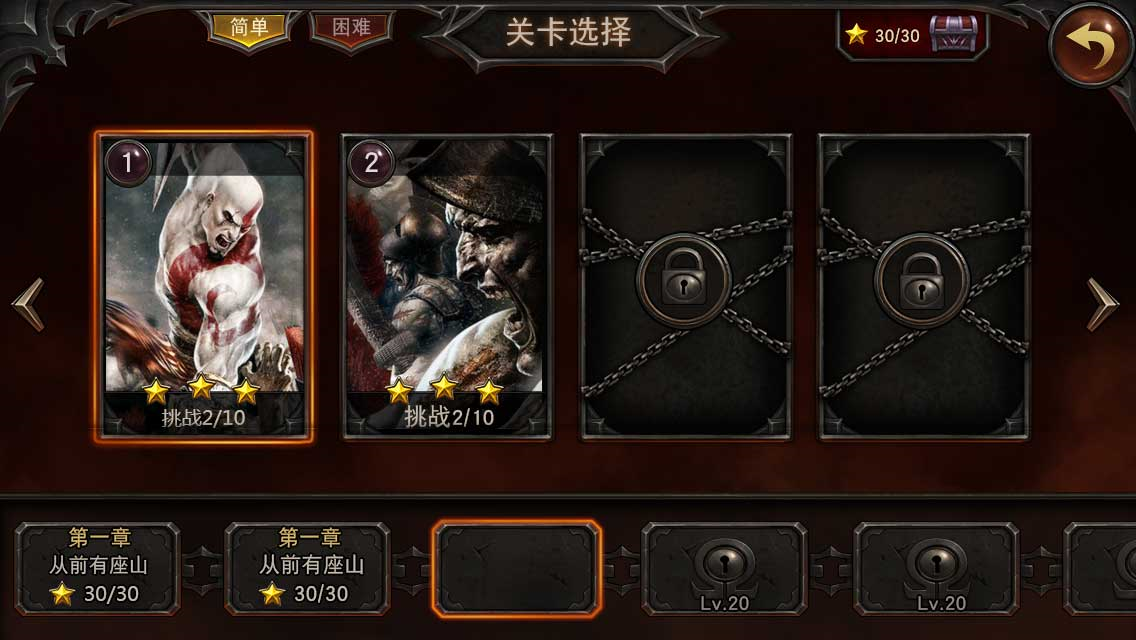 简单
困难
关卡选择
30/30
1
2
挑战2/10
挑战2/10
第一章
从前有座山
30/30
第一章
从前有座山
30/30
Lv.20
Lv.20